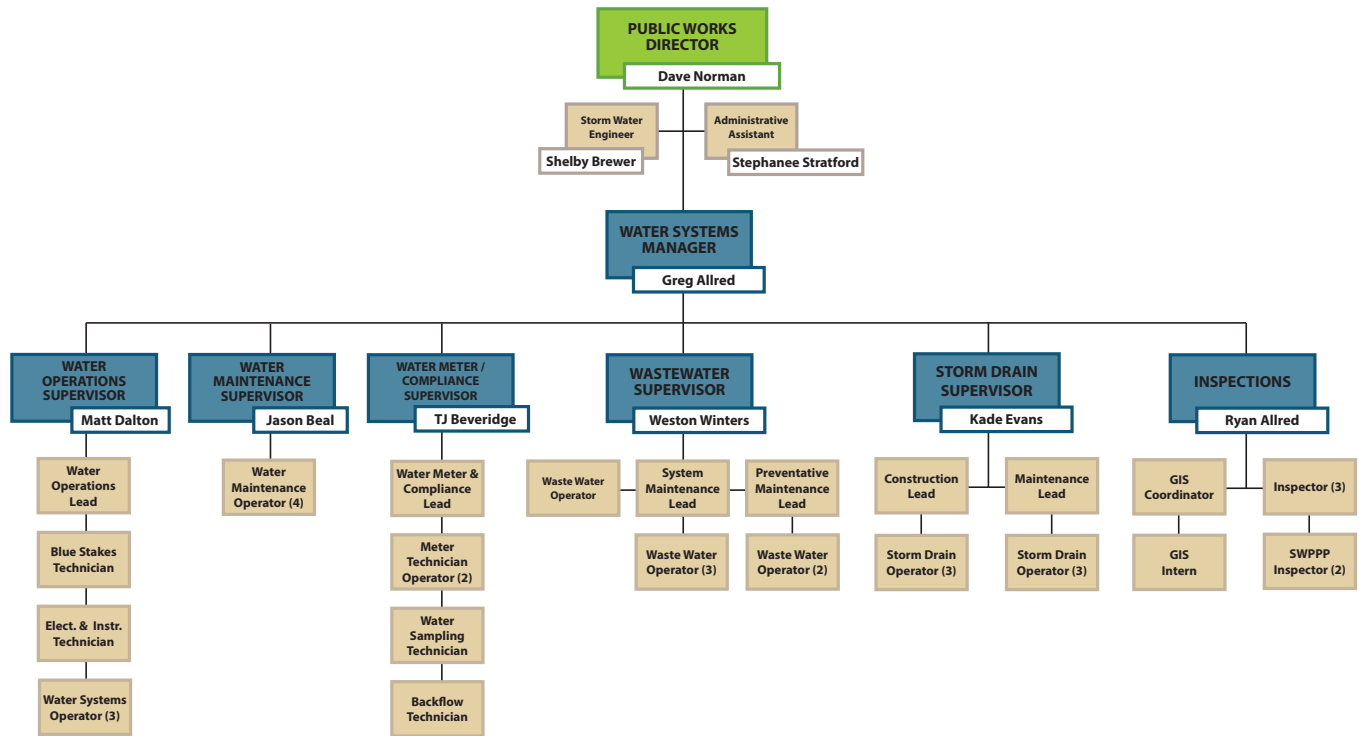 PUBLIC WORKS
DIRECTOR
Dave Norman
Storm Water
Engineer
Shelby Brewer
Administrative
Assistant
Stephanee Stratford
WATER SYSTEMS
MANAGER
Greg Allred
WATER
OPERATIONS
SUPERVISOR
Matt Dalton
WATER
MAINTENANCE
SUPERVISOR
Jason Beal
WATER METER /
COMPLIANCE
SUPERVISOR
TJ Beveridge
WASTEWATER
SUPERVISOR
Weston Winters
STORM DRAIN
SUPERVISOR
Kade Evans
INSPECTIONS
Ryan Allred
Water
Operations
Lead
Blue Stakes
Technician
Elect. & Instr.
Technician
Water Systems
Operator (3)
Water
Maintenance
Operator (4)
Water Meter &
Compliance
Lead
Meter
Technician
Operator (2)
Water
Sampling
Technician
Backflow
Technician
Waste Water
Operator
System
Maintenance
Lead
Waste Water
Operator (3)
Preventative
Maintenance
Lead
Waste Water
Operator (2)
Construction
Lead
Storm Drain
Operator (3)
Maintenance
Lead
Storm Drain
Operator (3)
GIS
Coordinator
GIS
Intern
Inspector (3)
SWPPP
Inspector (2)